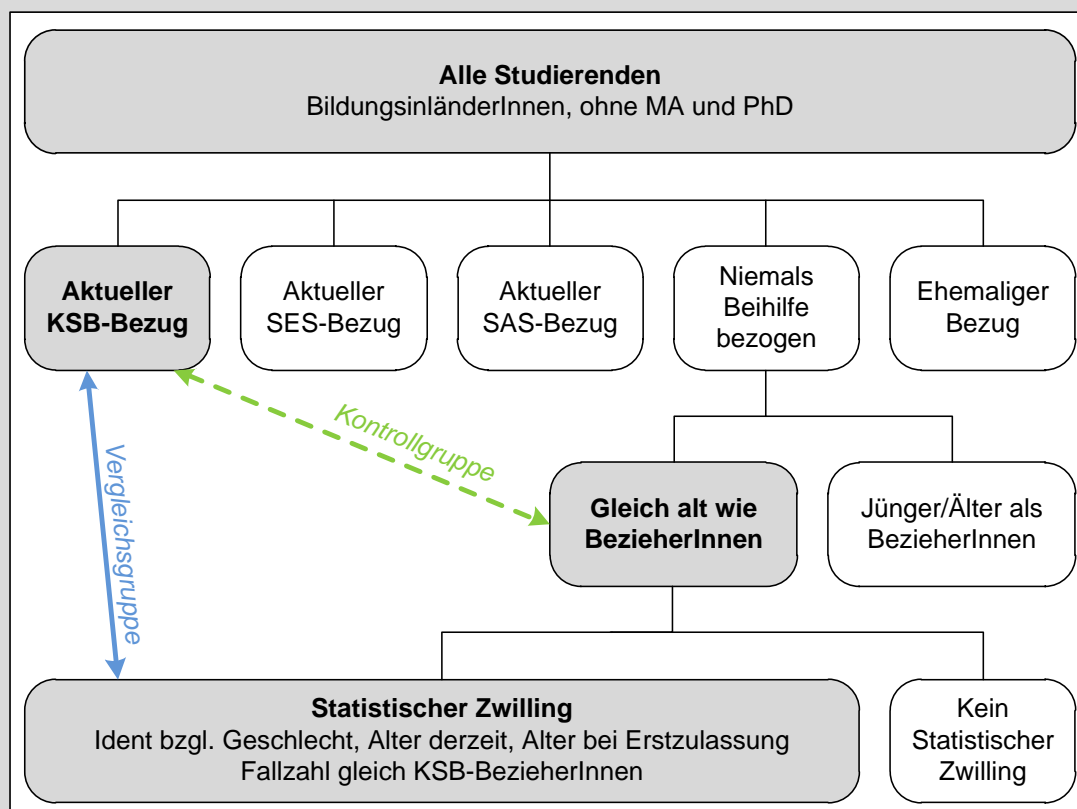 Alle Studierenden
BildungsinländerInnen, ohne MA und PhD
Aktueller
KSB-Bezug
Aktueller
SES-Bezug
Aktueller
SAS-Bezug
Niemals
Beihilfe
bezogen
Ehemaliger
Bezug
Kontrollgruppe
Vergleichsgruppe
Gleich alt wie
BezieherInnen
Jünger/Älter als
BezieherInnen
Statistischer Zwilling
Ident bzgl. Geschlecht, Alter derzeit, Alter bei Erstzulassung
Fallzahl gleich KSB-BezieherInnen
Kein
Statistischer
Zwilling